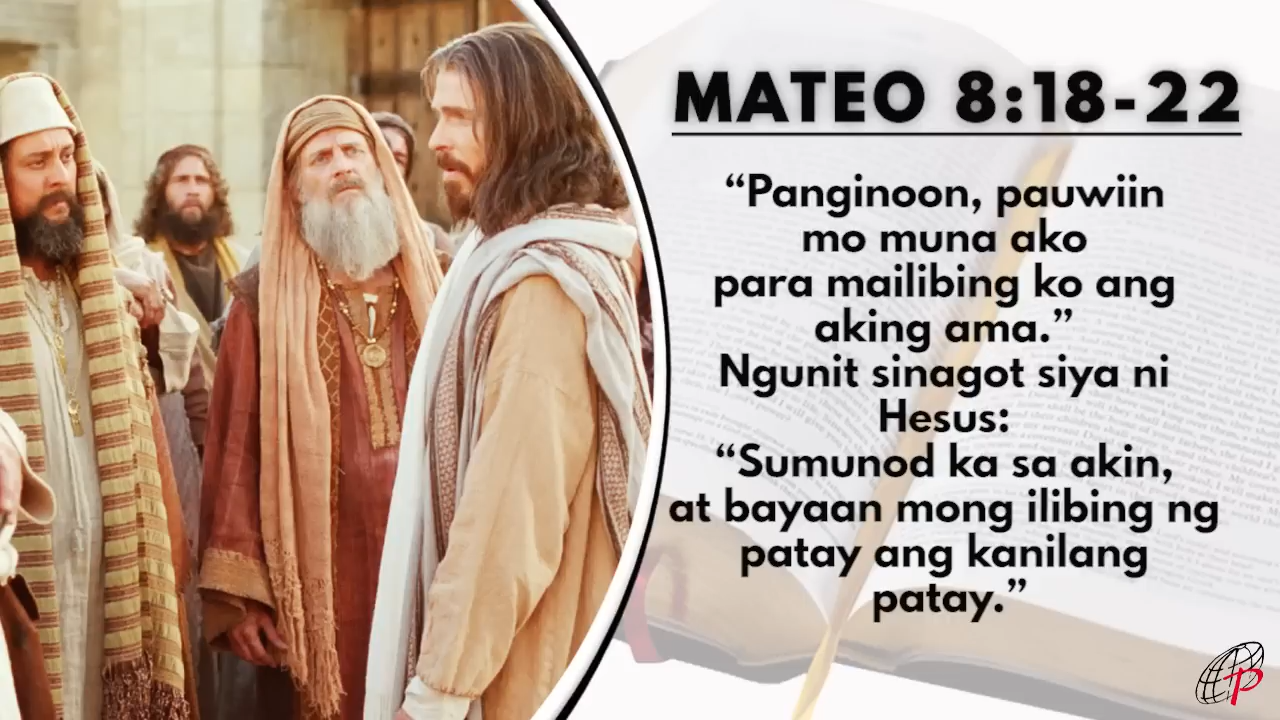 MATEO 8:18-22
“Panginoon, pauwiin
mo muna ako
para mailibing ko ang
aking ama.”
Ngunit sinagot siya ni
Hesus:
“Sumunod ka sa akin,
at bayaan mong ilibing ng
patay ang kanilang
patay.”